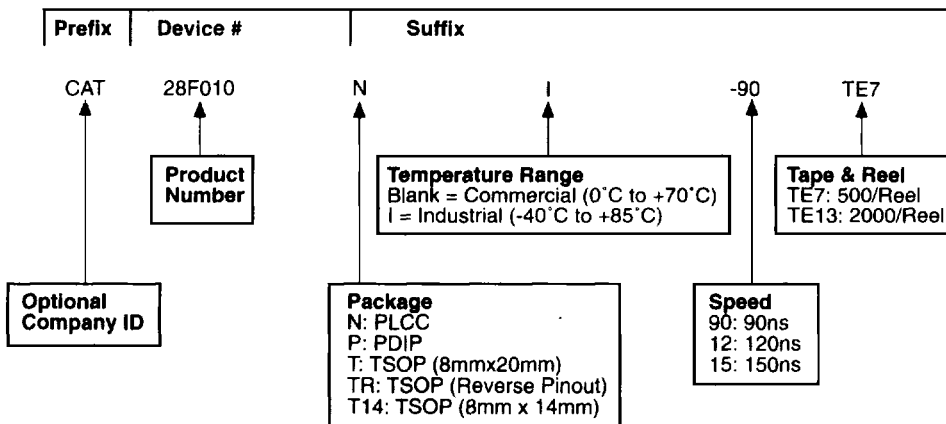 Prefix Device # Suffix
CAT 28F010 N I -90 TE7
Product
Number
Temperature Range
Blank = Commercial (0˚C to +70˚C)
I = Industrial (-40˚C to +85˚C)
Tape & Reel
TE7: 500/Reel
TE13: 2000/Reel
Optional
Company ID
Package
N: PLCC
P: PDIP
T: TSOP (8mmx20mm)
TR: TSOP (Reverse Pinout)
T14: TSOP (8mm x 14mm)
Speed
90: 90ns
12: 120ns
15: 150ns